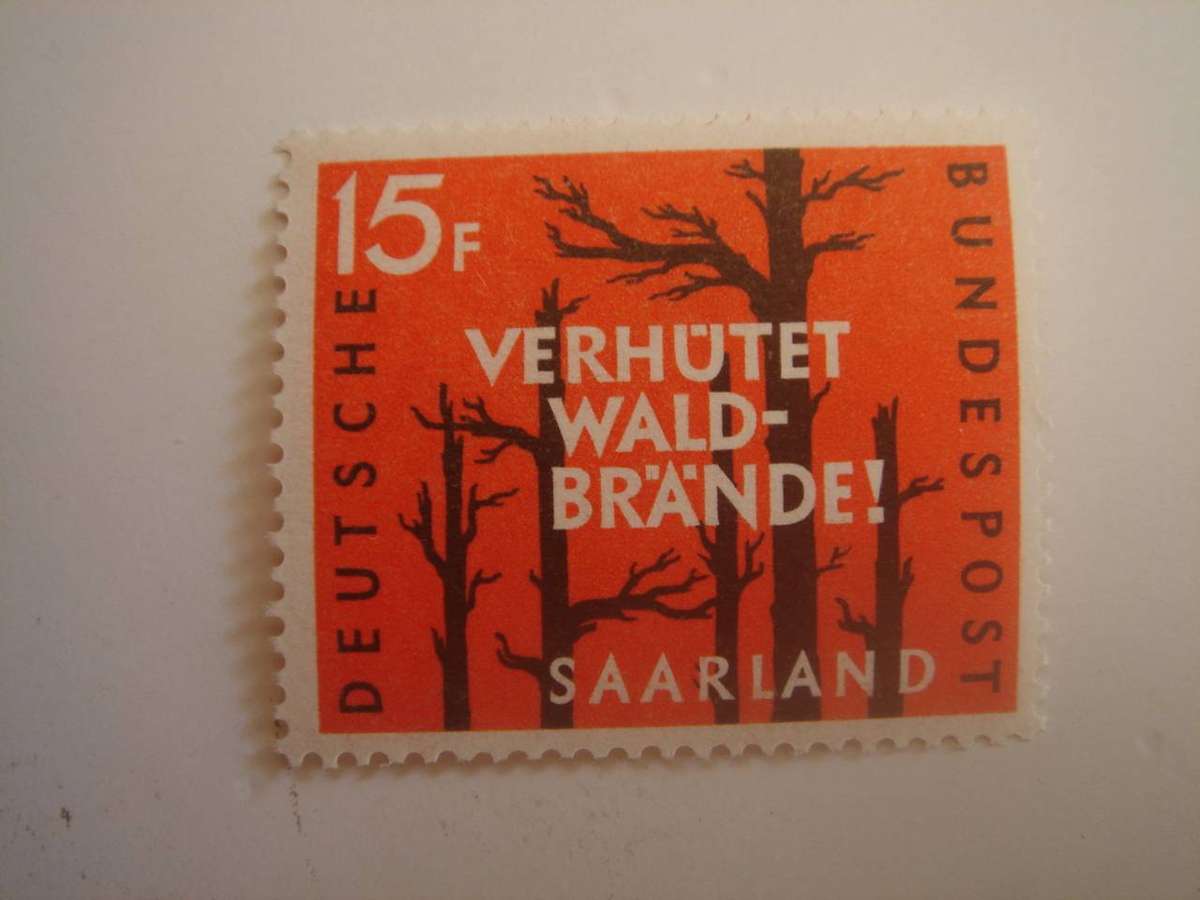 15F
DEUTSCHE
BUNDESPOST
VERHÜTET
WALD-
BRÄNDE!
SAARLAND